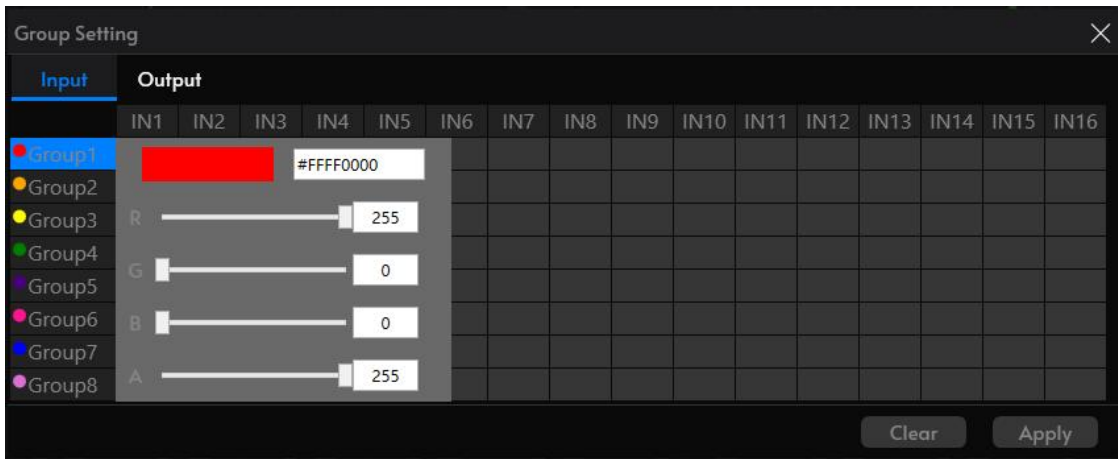 Group Setting
Input Output
IN1 IN2 IN3 IN4 IN5 IN6 IN7 IN8 IN9 IN10 IN11 IN12 IN13 IN14 IN15 IN16
Group1 #FFFF0000
Group2
Group3 R 255
Group4
Group5 G 0
Group6 B 0
Group7
Group8 A 255
Clear Apply